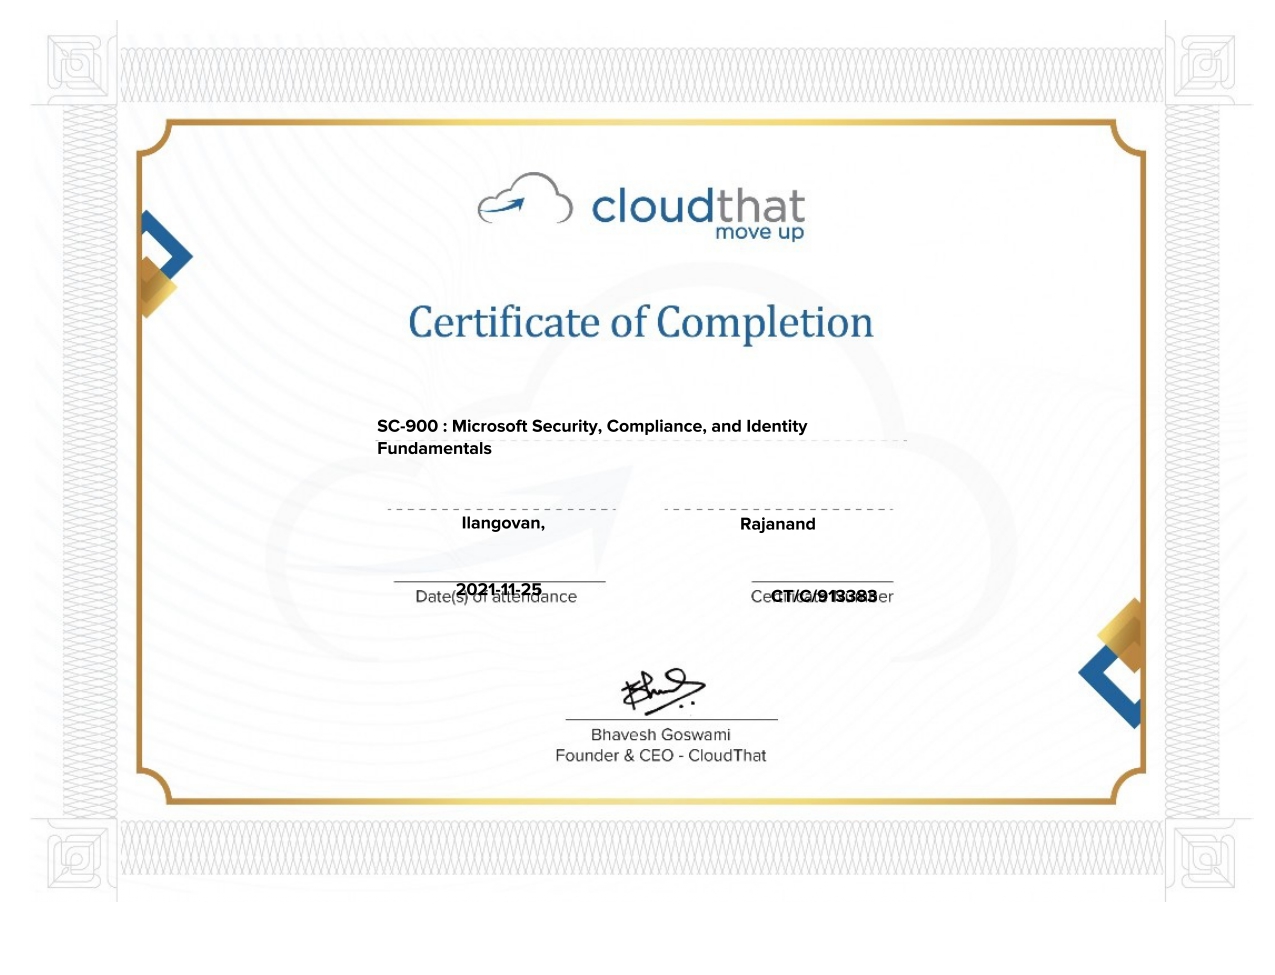 cloudthat
move up
Certificate of Completion
SC-900 : Microsoft Security, Compliance, and Identity
Fundamentals
Ilangovan, Rajanand
2021-11-25 CT/C/913383
Date(s) of attendance Certificate Number
Bhavesh Goswami
Founder & CEO - CloudThat